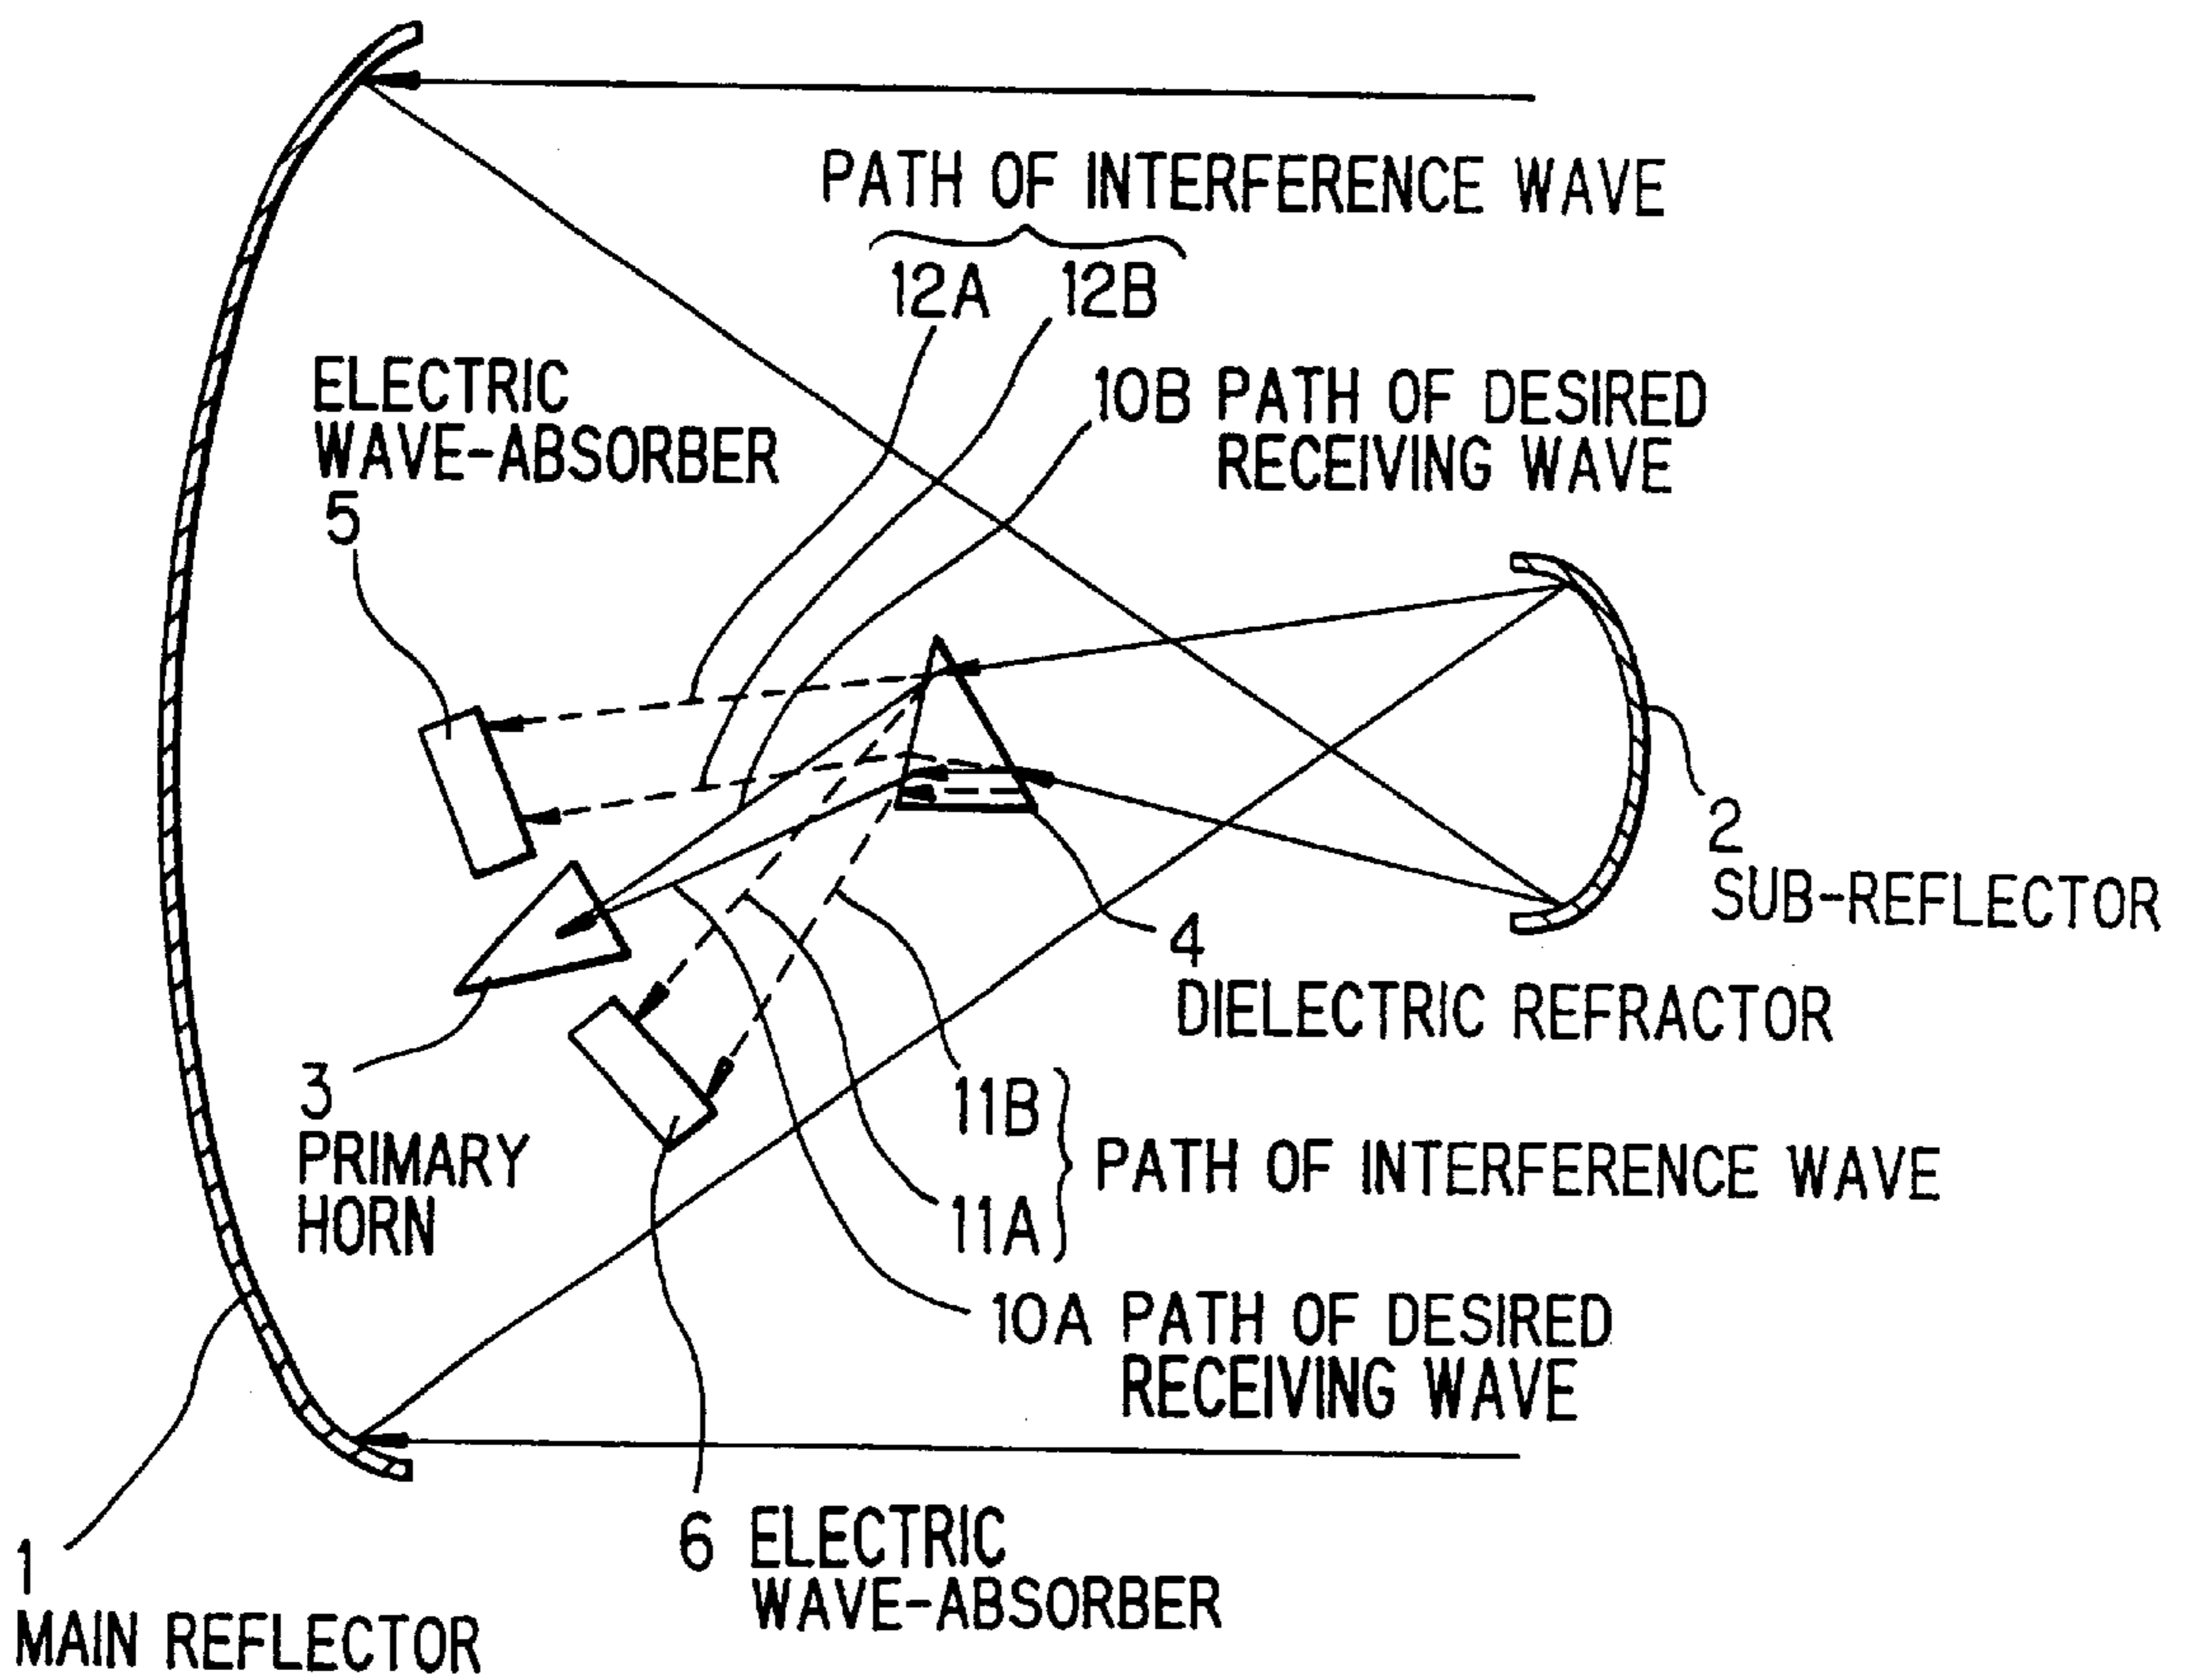 PATH OF INTERFERENCE WAVE
12A 12B
ELECTRIC
WAVE-ABSORBER
5
10B PATH OF DESIRED
RECEIVING WAVE
2
SUB-REFLECTOR
4
DIELECTRIC REFRACTOR
3
PRIMARY
HORN
11B
11A
PATH OF INTERFERENCE WAVE
10A PATH OF DESIRED
RECEIVING WAVE
6 ELECTRIC
WAVE-ABSORBER
1
MAIN REFLECTOR